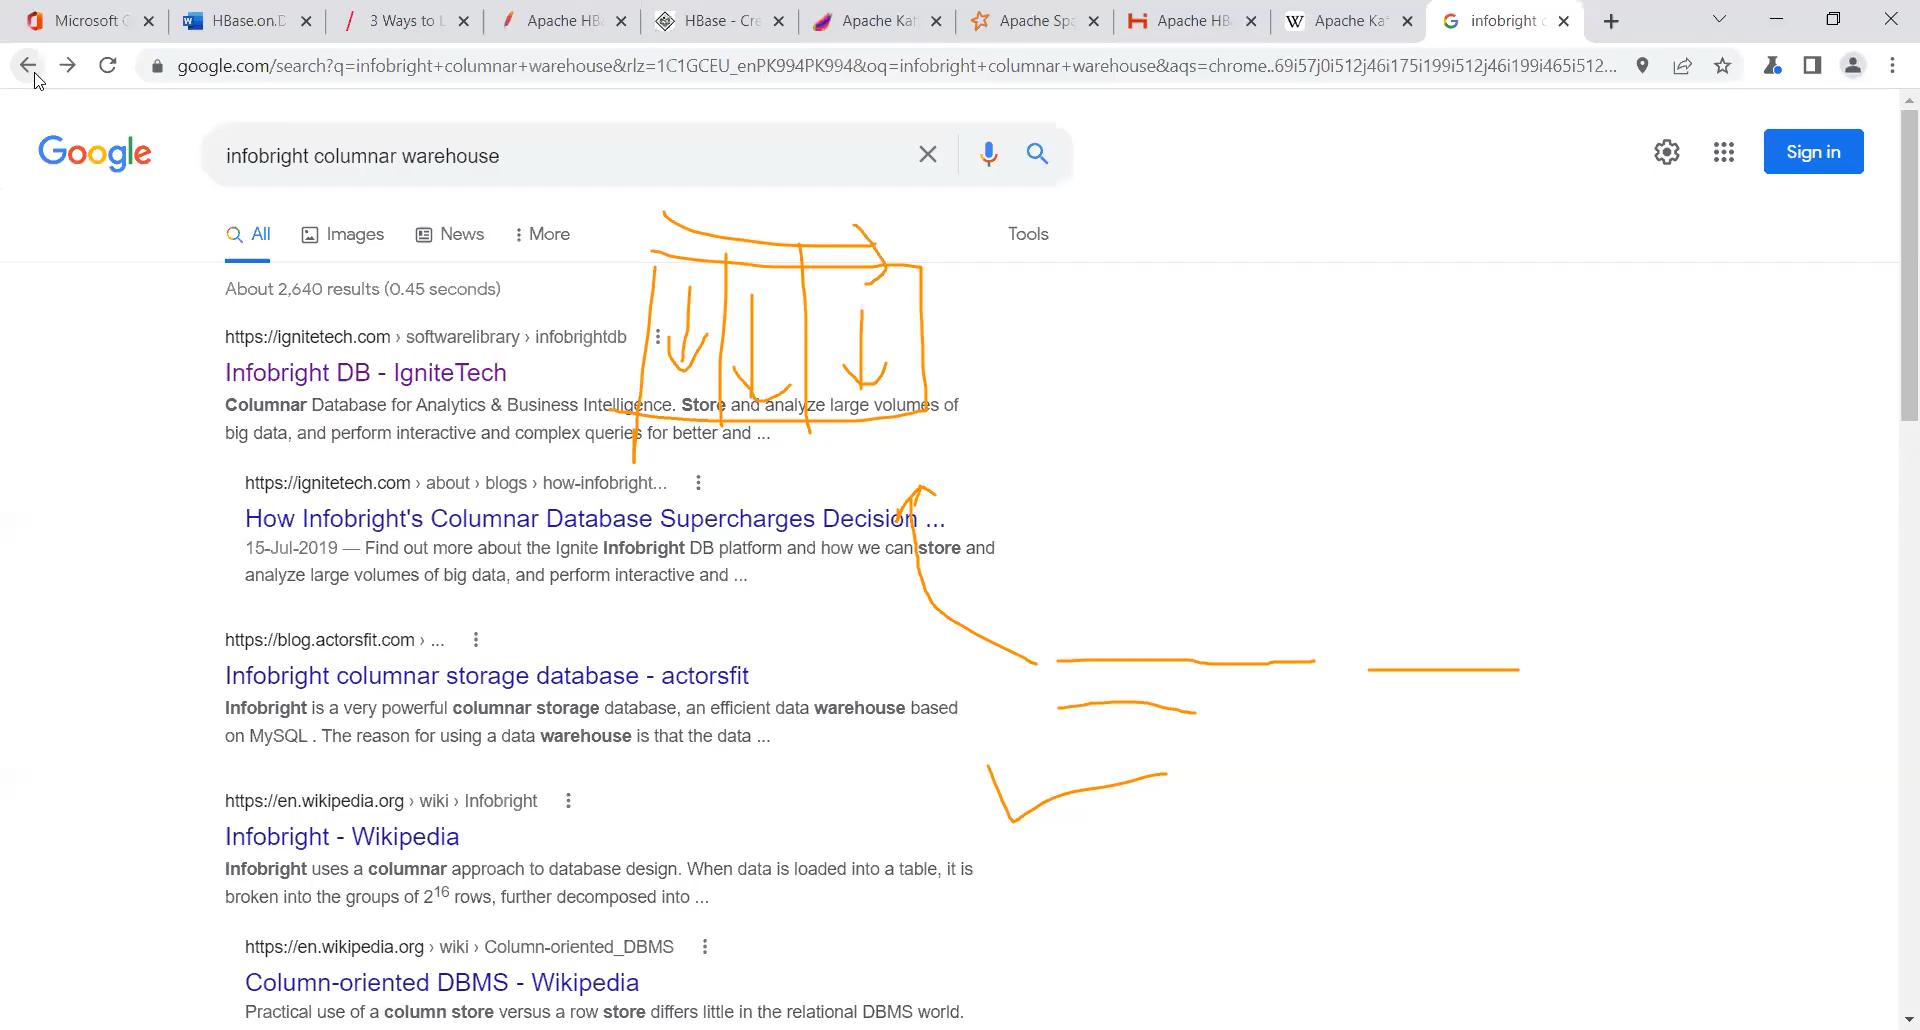 Microsoft
HBase.on.D
3 Ways to L
Apache HB
HBase - Cre
Apache Kaf
Apache Spa
Apache HB
Apache Ka
infobright c
google.com/search?q=infobright+columnar+warehouse&rlz=1C1GCEU_enPK994PK994&oq=infobright+columnar+warehouse&aqs=chrome..69i57j0i512j46i175i199i512j46i199i465i512...
Google
infobright columnar warehouse
Sign in
All
Images
News
More
Tools
About 2,640 results (0.45 seconds)
https://ignitetech.com › softwarelibrary › infobrightdb
Infobright DB - IgniteTech
Columnar Database for Analytics & Business Intelligence. Store and analyze large volumes of
big data, and perform interactive and complex queries for better and ...
https://ignitetech.com › about › blogs › how-infobright...
How Infobright's Columnar Database Supercharges Decision ...
15-Jul-2019 — Find out more about the Ignite Infobright DB platform and how we can store and
analyze large volumes of big data, and perform interactive and ...
https://blog.actorsfit.com › ...
Infobright columnar storage database - actorsfit
Infobright is a very powerful columnar storage database, an efficient data warehouse based
on MySQL . The reason for using a data warehouse is that the data ...
https://en.wikipedia.org › wiki › Infobright
Infobright - Wikipedia
Infobright uses a columnar approach to database design. When data is loaded into a table, it is
broken into the groups of 2¹⁶ rows, further decomposed into ...
https://en.wikipedia.org › wiki › Column-oriented_DBMS
Column-oriented DBMS - Wikipedia
Practical use of a column store versus a row store differs little in the relational DBMS world.